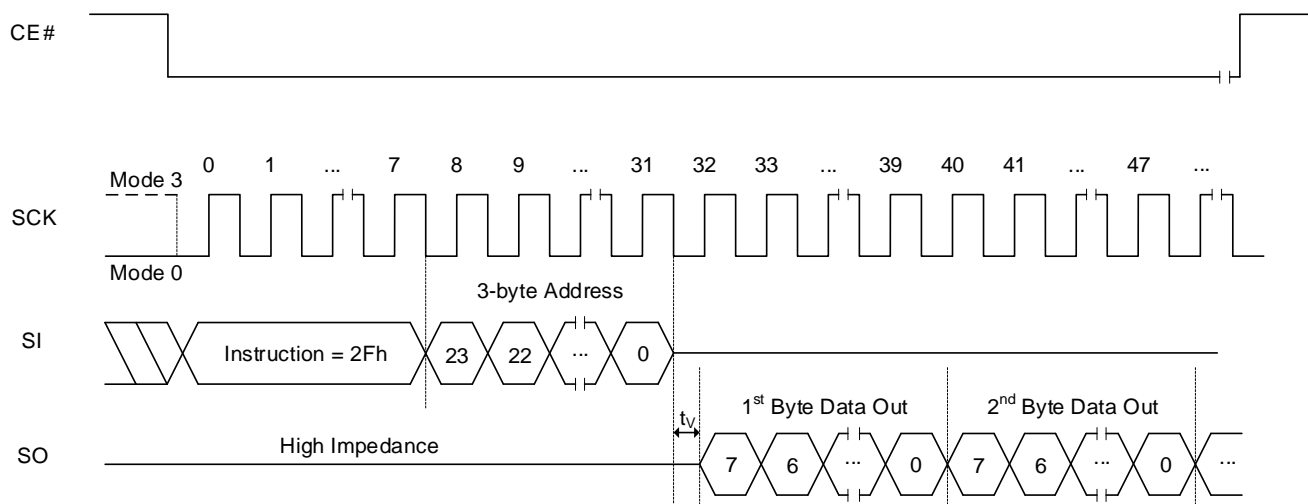 CE#
0 1 ... 7 8 9 ... 31 32 33 ... 39 40 41 ... 47 ...
Mode 3
SCK
Mode 0
3-byte Address
SI
Instruction = 2Fh 23 22 ... 0
tV 1st Byte Data Out 2nd Byte Data Out
High Impedance
SO
7 6 ... 0 7 6 ... 0 ...